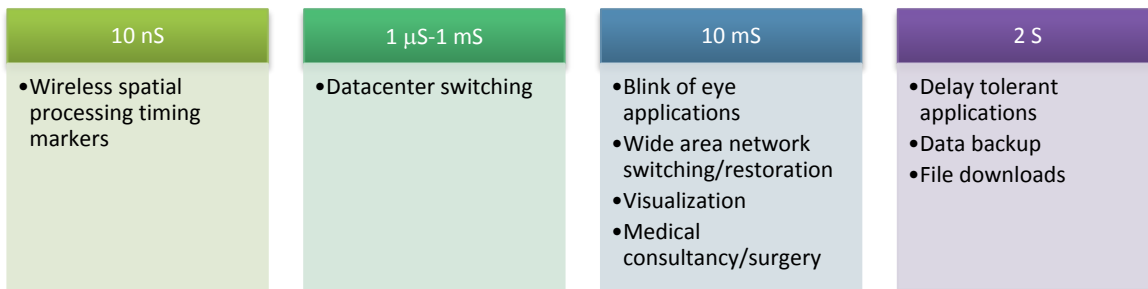 10 nS
•Wireless spatial
processing timing
markers
1 μS-1 mS
•Datacenter switching
10 mS
•Blink of eye
applications
•Wide area network
switching/restoration
•Visualization
•Medical
consultancy/surgery
2 S
•Delay tolerant
applications
•Data backup
•File downloads